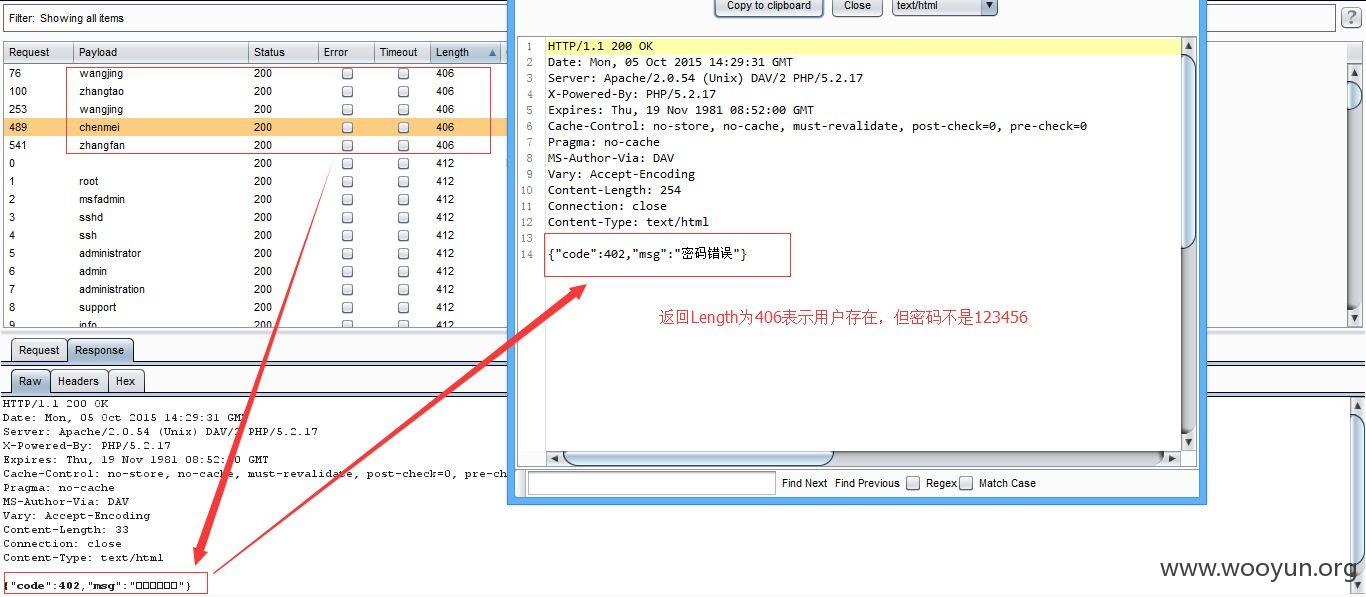 Filter: Showing all items
?
Request Payload Status Error Timeout Length
76 wangjing 200 406
100 zhangtao 200 406
253 wangjing 200 406
489 chenmei 200 406
541 zhangfan 200 406
0 200 412
1 root 200 412
2 msfadmin 200 412
3 sshd 200 412
4 ssh 200 412
5 administrator 200 412
6 admin 200 412
7 administration 200 412
8 support 200 412
9 info 200 412
Request Response
Raw Headers Hex
HTTP/1.1 200 OK
Date: Mon, 05 Oct 2015 14:29:31 GMT
Server: Apache/2.0.54 (Unix) DAV/2 PHP/5.2.17
X-Powered-By: PHP/5.2.17
Expires: Thu, 19 Nov 1981 08:52:00 GMT
Cache-Control: no-store, no-cache, must-revalidate, post-check=0, pre-ch
Pragma: no-cache
MS-Author-Via: DAV
Vary: Accept-Encoding
Content-Length: 33
Connection: close
Content-Type: text/html
{"code":402,"msg":"□□□□□□"}
Copy to clipboard Close text/html
1 HTTP/1.1 200 OK
2 Date: Mon, 05 Oct 2015 14:29:31 GMT
3 Server: Apache/2.0.54 (Unix) DAV/2 PHP/5.2.17
4 X-Powered-By: PHP/5.2.17
5 Expires: Thu, 19 Nov 1981 08:52:00 GMT
6 Cache-Control: no-store, no-cache, must-revalidate, post-check=0, pre-check=0
7 Pragma: no-cache
8 MS-Author-Via: DAV
9 Vary: Accept-Encoding
10 Content-Length: 254
11 Connection: close
12 Content-Type: text/html
13
14 {"code":402,"msg":"密码错误"}
返回Length为406表示用户存在，但密码不是123456
Find Next Find Previous Regex Match Case
www.wooyun.org